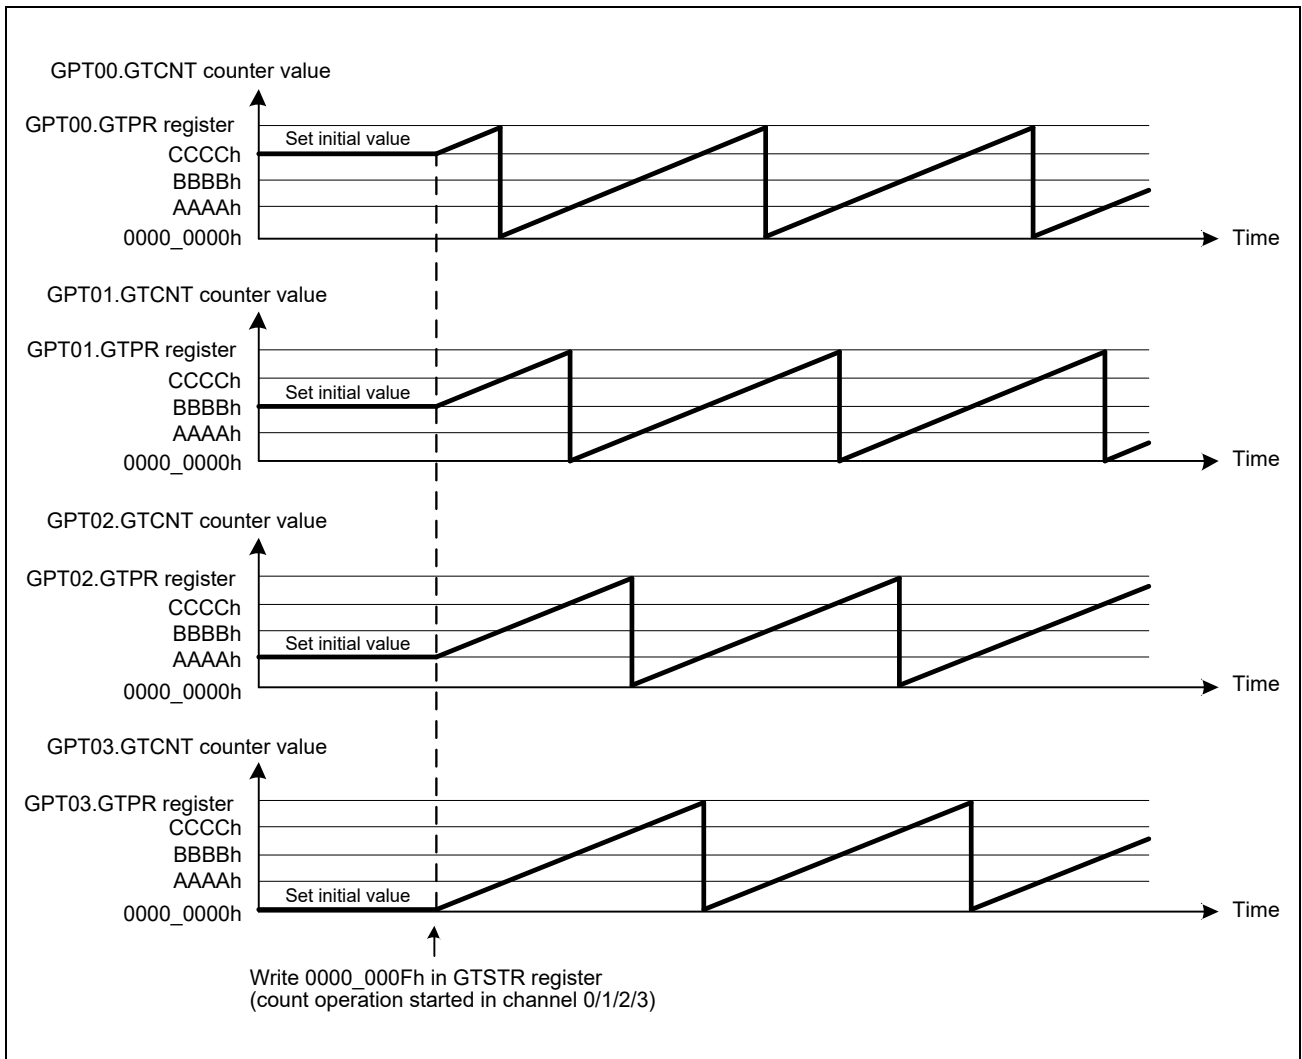 GPT00.GTCNT counter value
GPT00.GTPR register
Set initial value
CCCCh
BBBBh
AAAAh
0000_0000h
Time
GPT01.GTCNT counter value
GPT01.GTPR register
CCCCh
Set initial value
BBBBh
AAAAh
0000_0000h
Time
GPT02.GTCNT counter value
GPT02.GTPR register
CCCCh
BBBBh
Set initial value
AAAAh
0000_0000h
Time
GPT03.GTCNT counter value
GPT03.GTPR register
CCCCh
BBBBh
AAAAh
Set initial value
0000_0000h
Time
Write 0000_000Fh in GTSTR register
(count operation started in channel 0/1/2/3)